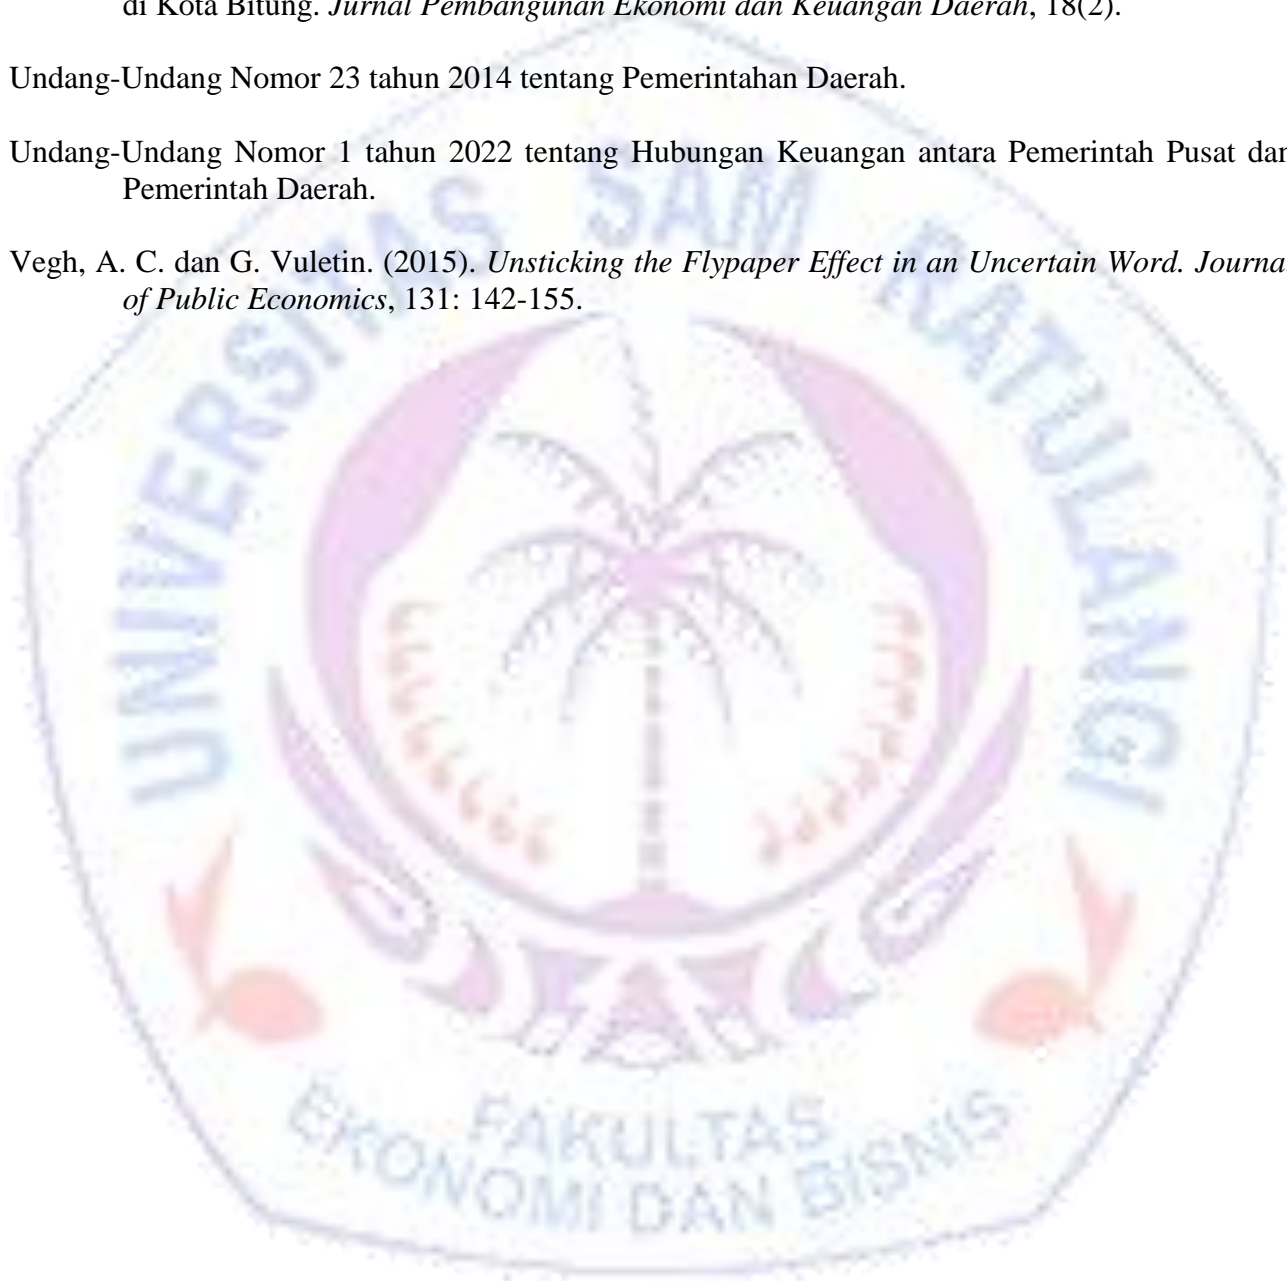 di Kota Bitung. Jurnal Pembangunan Ekonomi dan Keuangan Daerah, 18(2).
Undang-Undang Nomor 23 tahun 2014 tentang Pemerintahan Daerah.
Undang-Undang Nomor 1 tahun 2022 tentang Hubungan Keuangan antara Pemerintah Pusat dan
Pemerintah Daerah.
Vegh, A. C. dan G. Vuletin. (2015). Unsticking the Flypaper Effect in an Uncertain Word. Journa
of Public Economics, 131: 142-155.
UNIVERSITAS SAM RATULANGI
FAKULTAS
EKONOMI DAN BISNIS